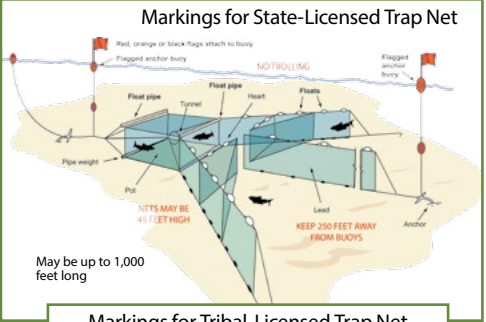 Markings for State-Licensed Trap Net
Red, orange or black flags attach to buoy
Flagged anchor buoy
NO TROLLING
Flagged
anchor
buoy
Float pipe
Float pipe
Floats
Tunnel
Heart
Pipe weight
Pot
NETS MAY BE
45 FEET HIGH
Lead
KEEP 250 FEET AWAY
FROM BUOYS
Anchor
May be up to 1,000
feet long
Markings for Tribal-Licensed Trap Net